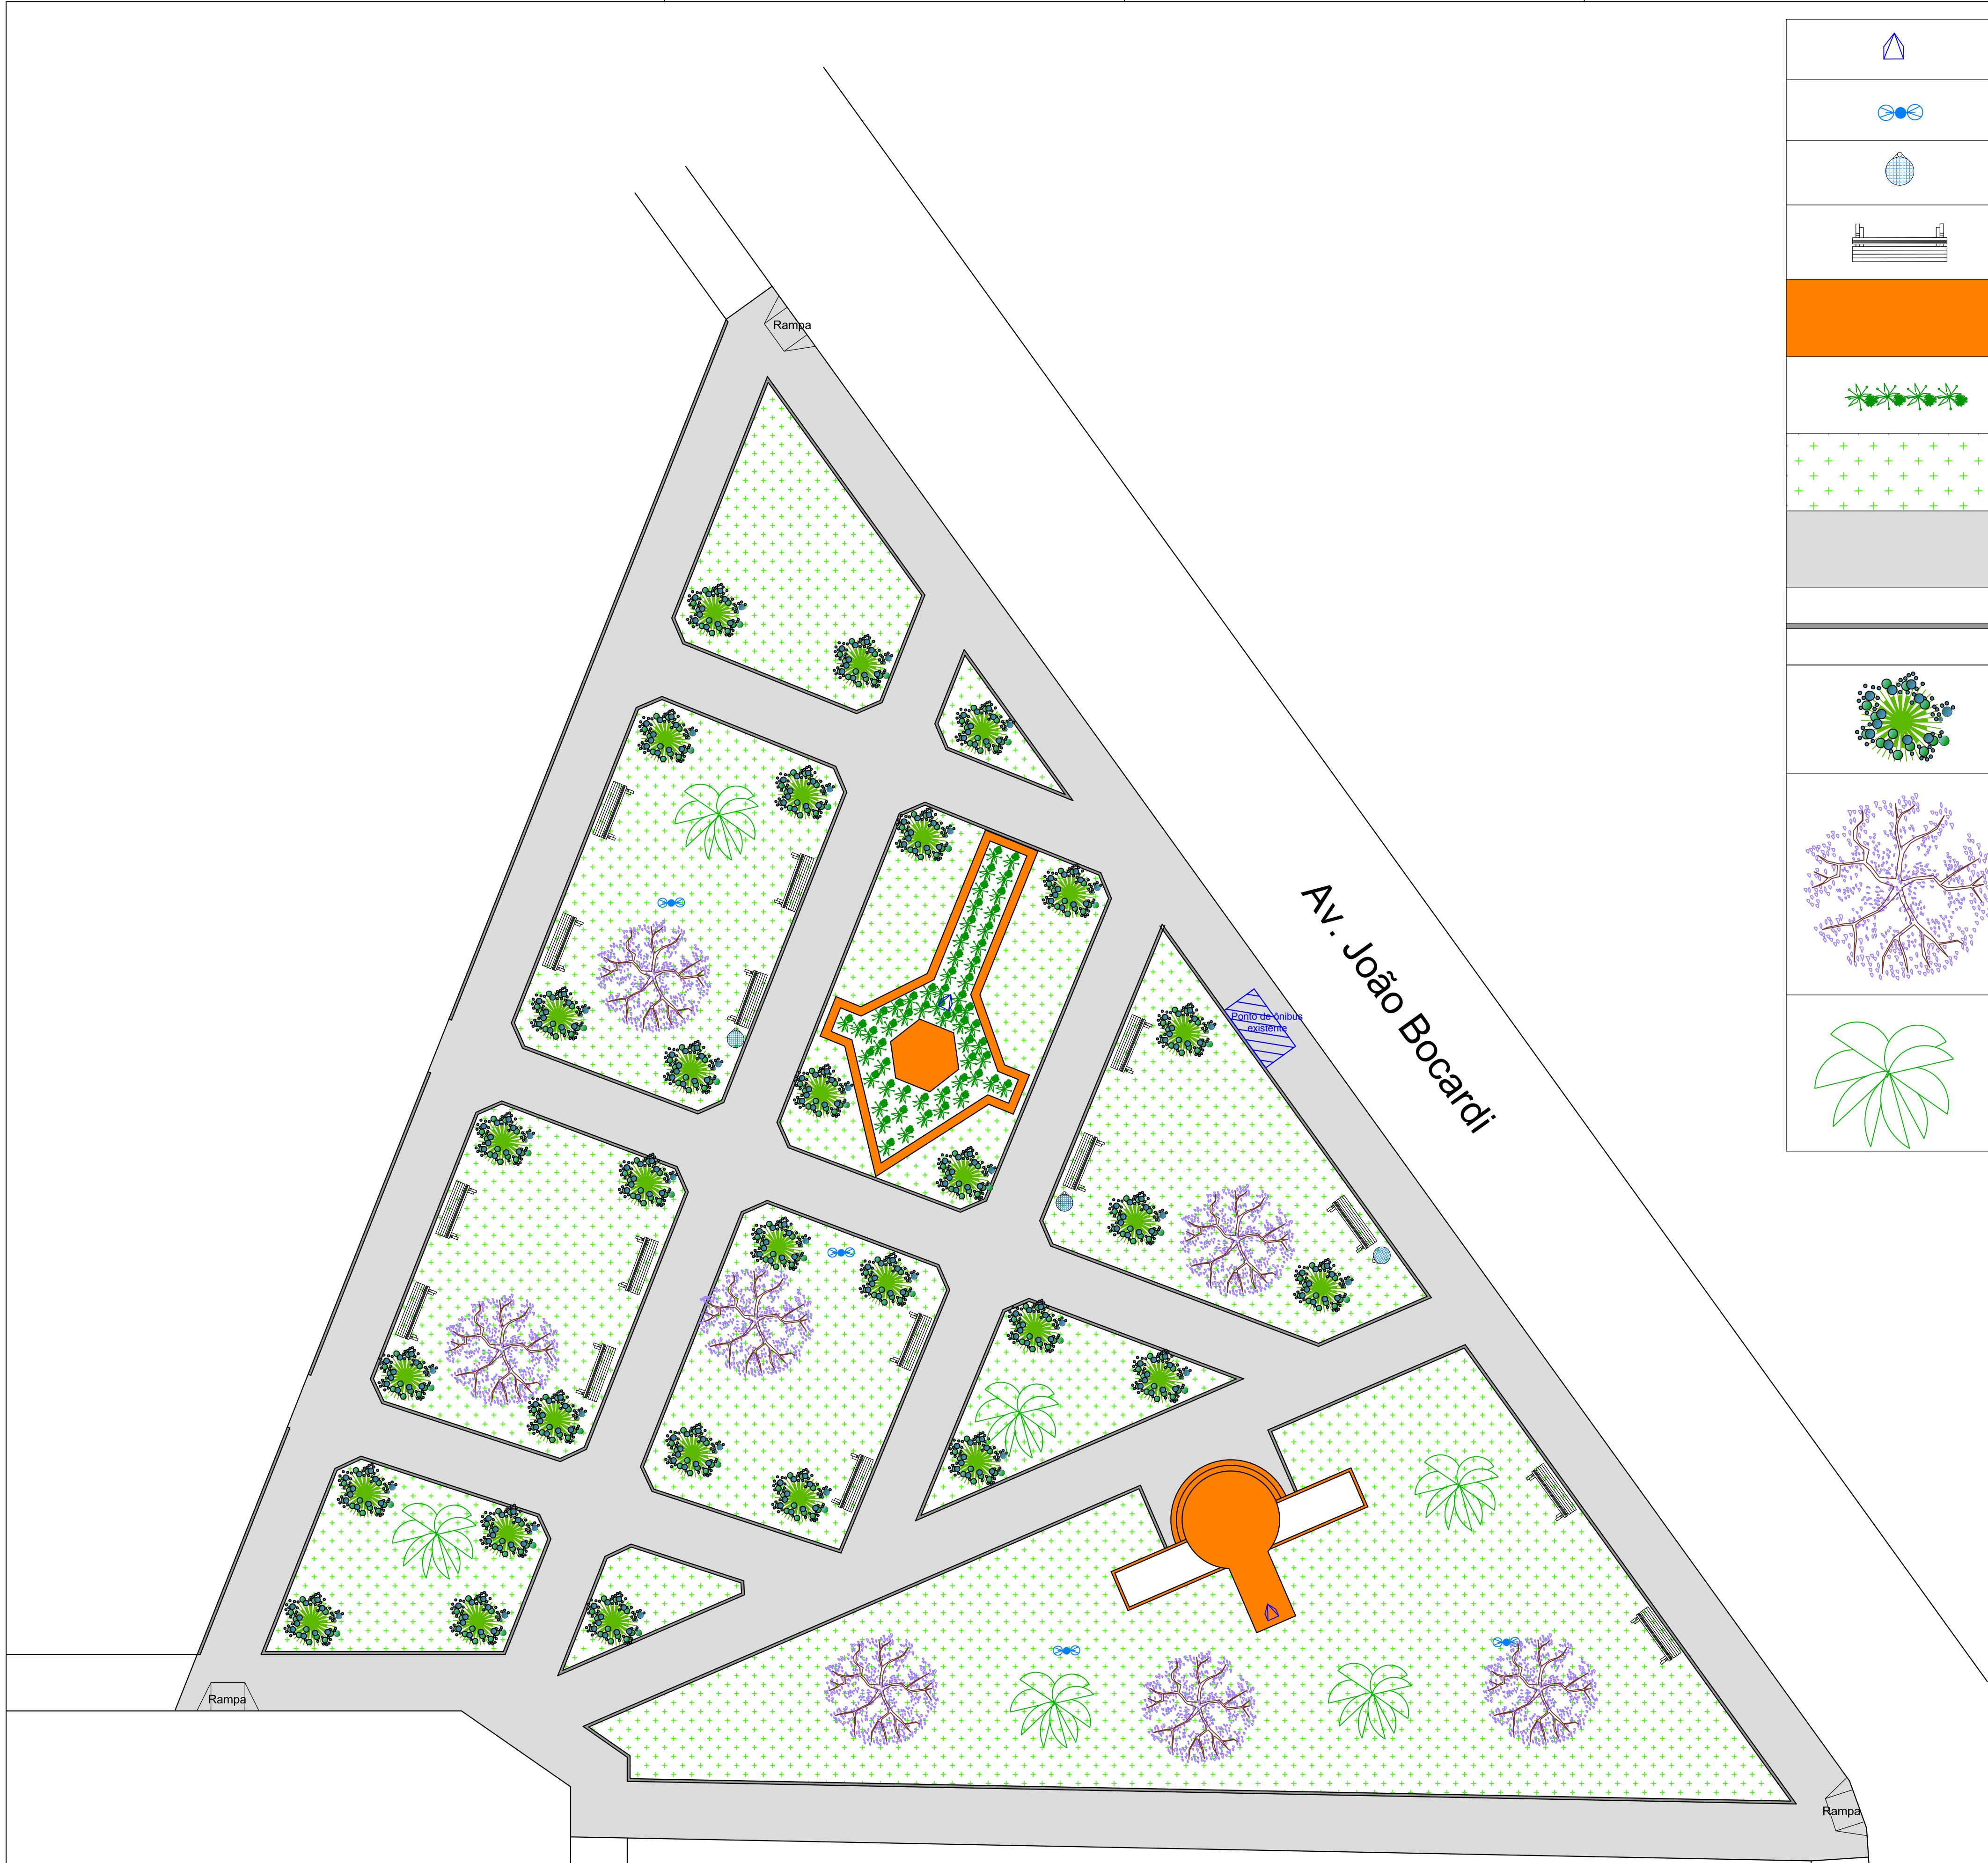 Rampa
Av. João Bocardi
Ponto de ônibus
existente
Rampa
Rampa